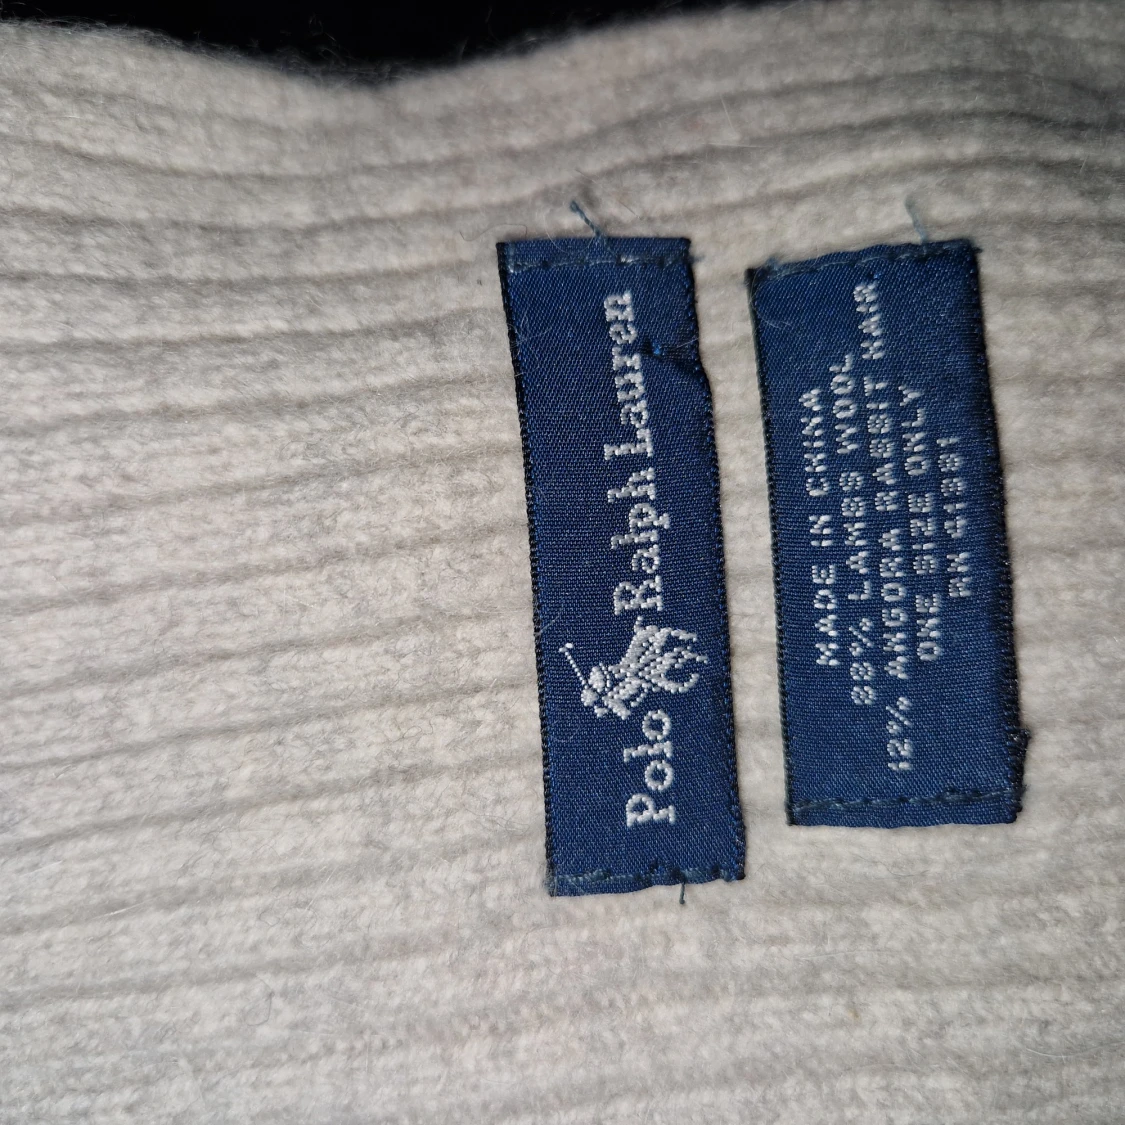 Polo Ralph Lauren
MADE IN CHINA
88% LAMBS WOOL
12% ANGORA RABBIT HAIR
ONE SIZE ONLY
RN 41381